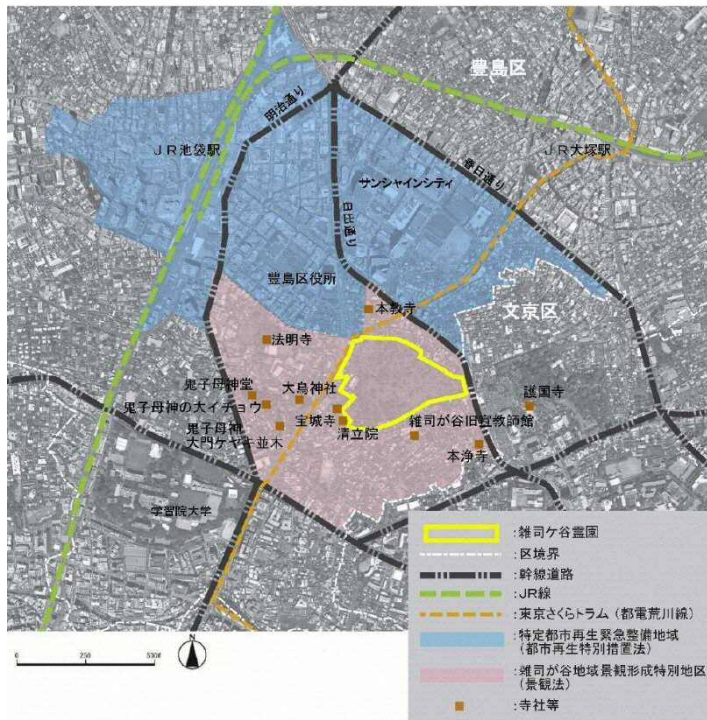 豊島区
明治通り
JR池袋駅
JR大塚駅
春日通り
サンシャインシティ
日出通り
豊島区役所
文京区
本教寺
法明寺
鬼子母神堂
大鳥神社
護国寺
鬼子母神の大イチョウ
宝城寺
雑司が谷旧宣教師館
鬼子母神
大門ケヤキ並木
清立院
本浄寺
学習院大学
:雑司ケ谷霊園
:区境界
:幹線道路
:JR線
:東京さくらトラム(都電荒川線)
:特定都市再生緊急整備地域
(都市再生特別措置法)
:雑司が谷地域景観形成特別地区
(景観法)
:寺社等
N
0 250 500m